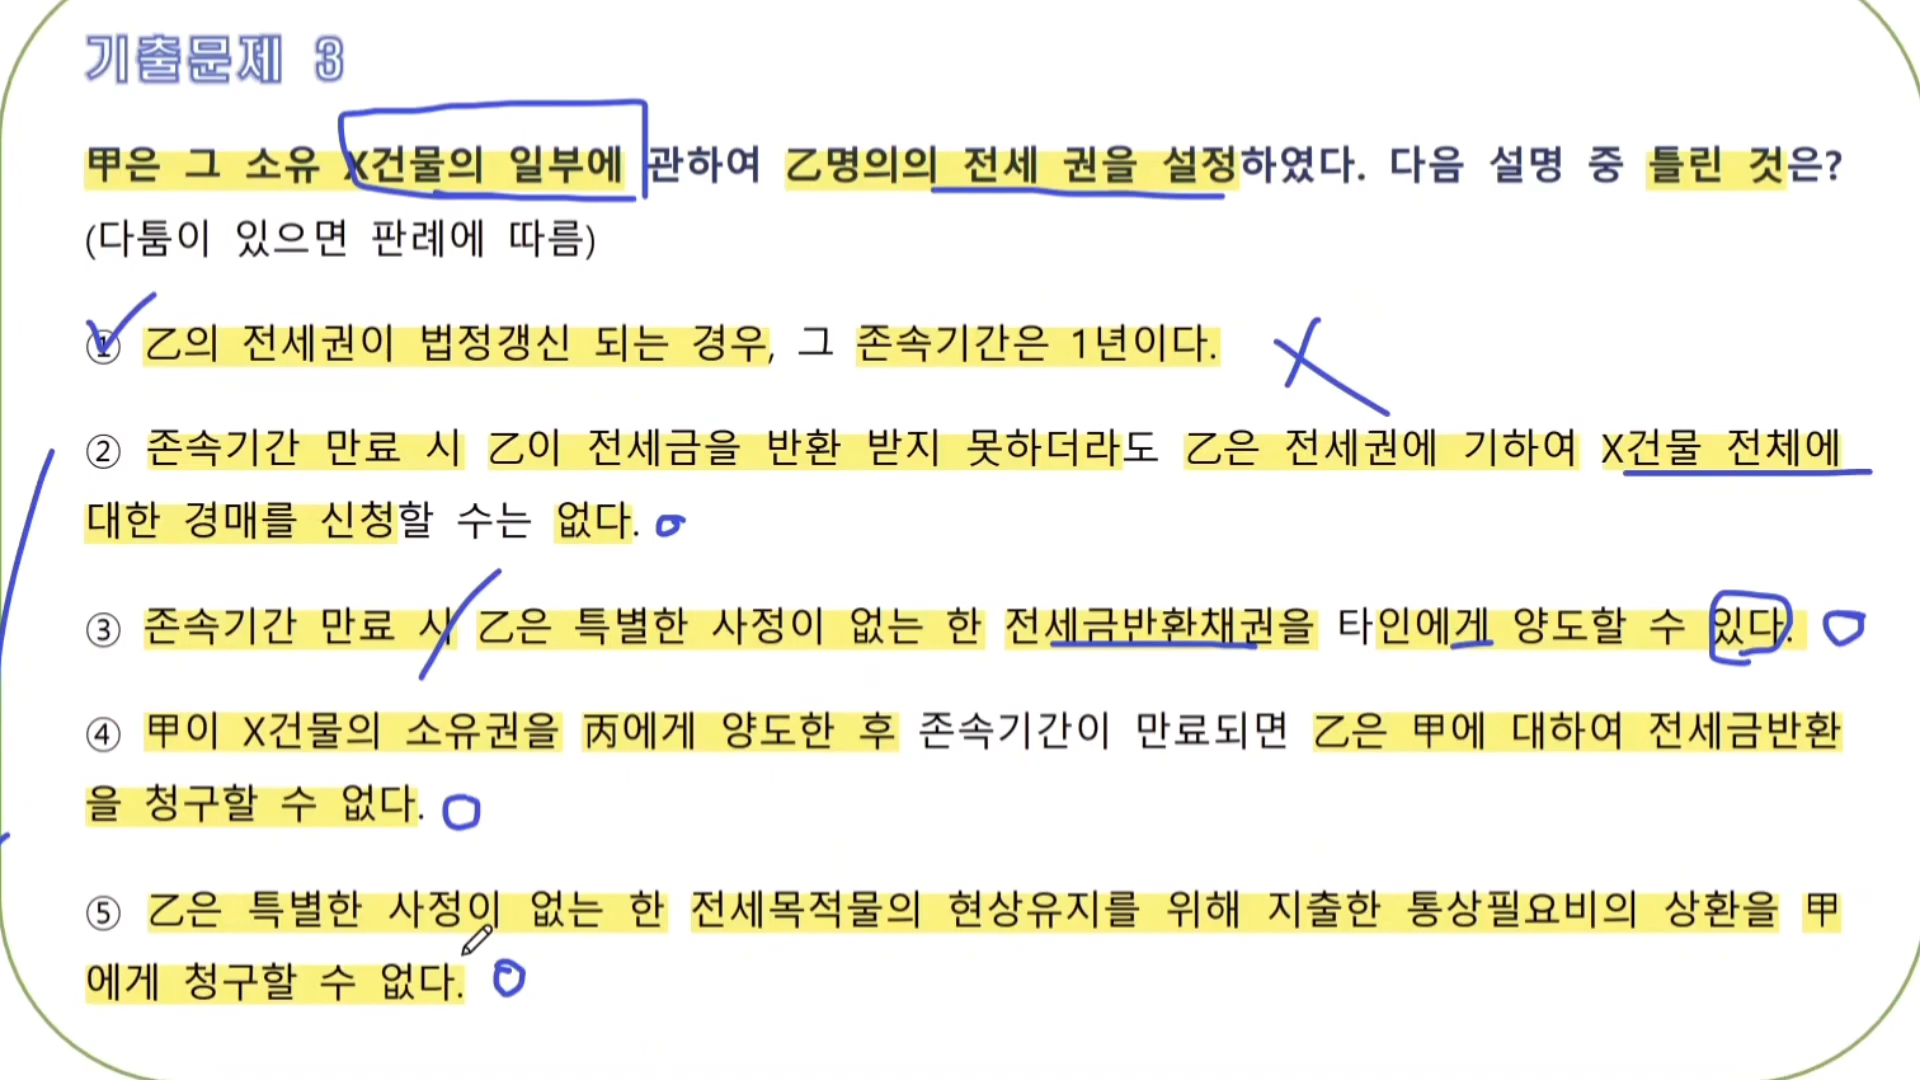 기출문제 3
甲은 그 소유 X건물의 일부에 관하여 乙명의의 전세 권을 설정하였다. 다음 설명 중 틀린 것은?
(다툼이 있으면 판례에 따름)
① 乙의 전세권이 법정갱신 되는 경우, 그 존속기간은 1년이다.
② 존속기간 만료 시 乙이 전세금을 반환 받지 못하더라도 乙은 전세권에 기하여 X건물 전체에
대한 경매를 신청할 수는 없다.
③ 존속기간 만료 시 乙은 특별한 사정이 없는 한 전세금반환채권을 타인에게 양도할 수 있다.
④ 甲이 X건물의 소유권을 丙에게 양도한 후 존속기간이 만료되면 乙은 甲에 대하여 전세금반환
을 청구할 수 없다.
⑤ 乙은 특별한 사정이 없는 한 전세목적물의 현상유지를 위해 지출한 통상필요비의 상환을 甲
에게 청구할 수 없다.